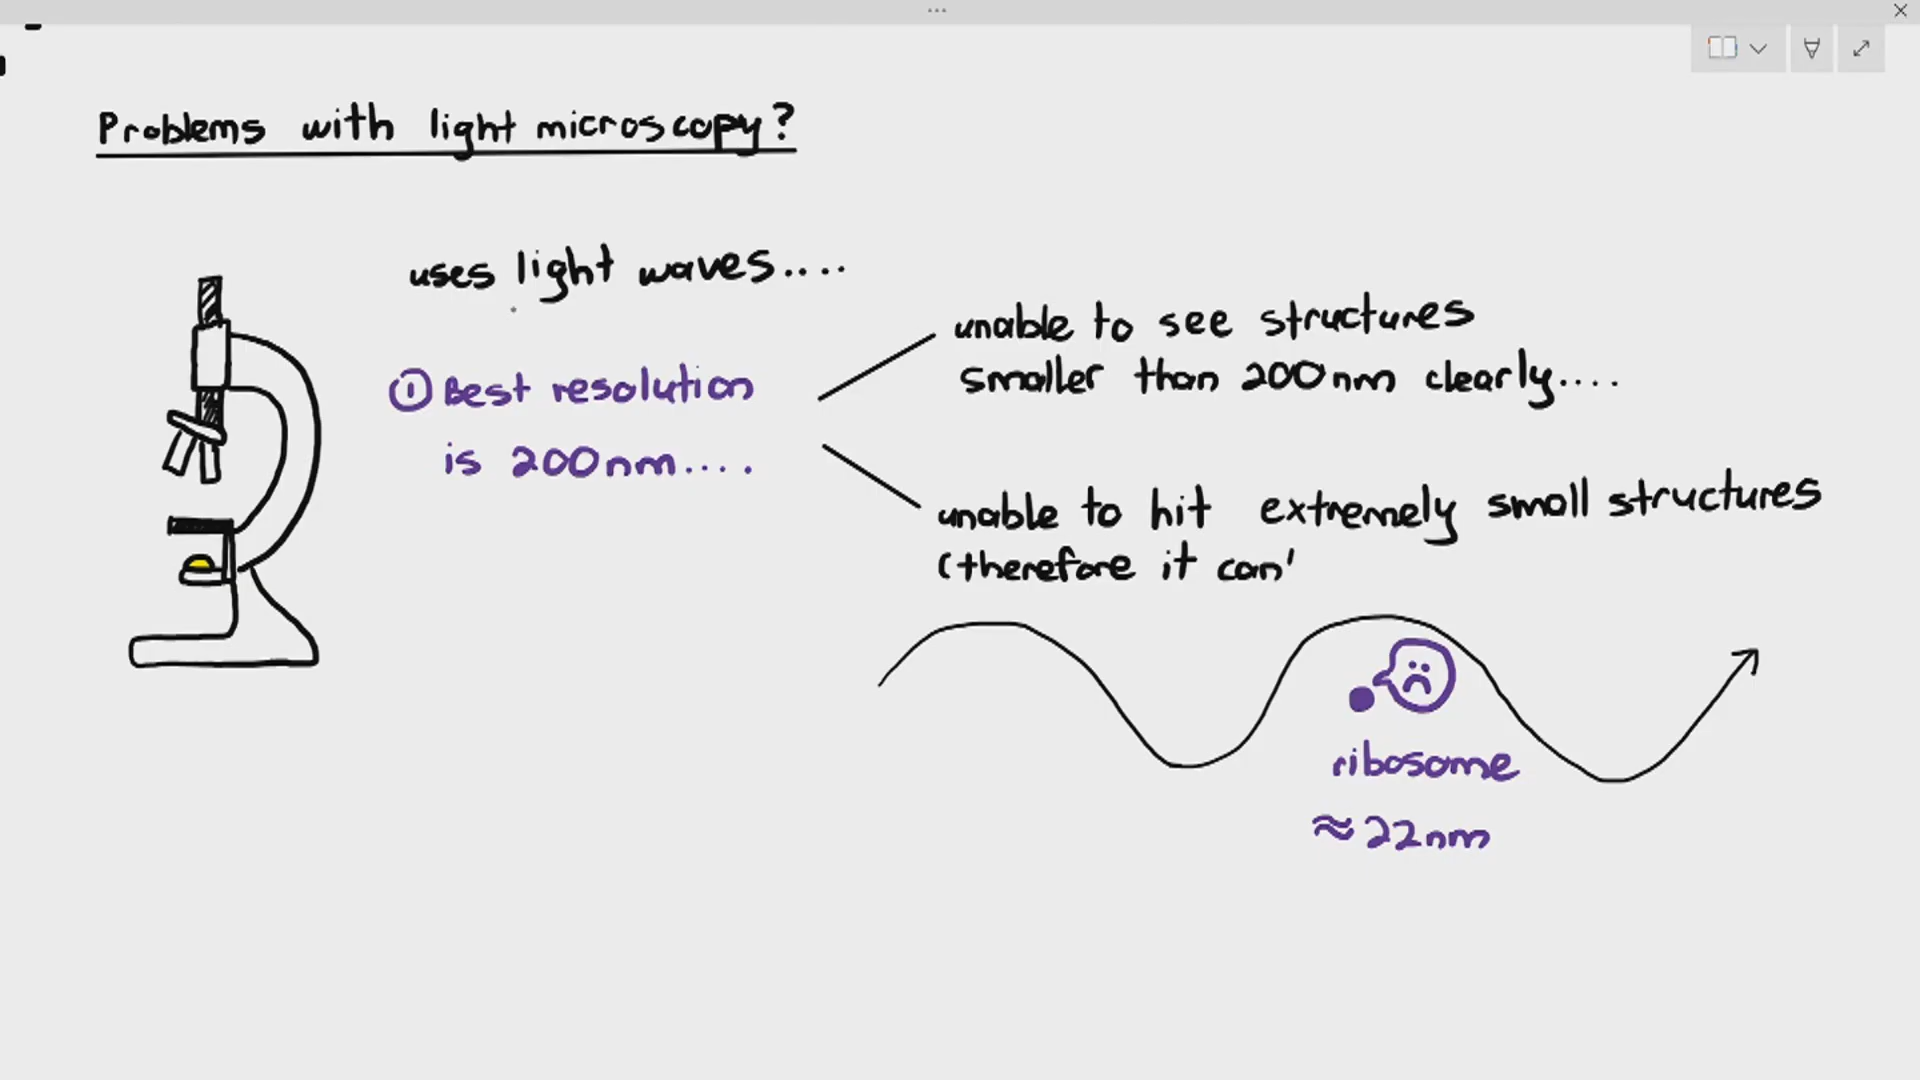 Problems with light microscopy?
uses light waves....
① Best resolution
is 200nm....
unable to see structures
smaller than 200nm clearly....
unable to hit extremely small structures
(therefore it can'
ribosome
≈ 22nm